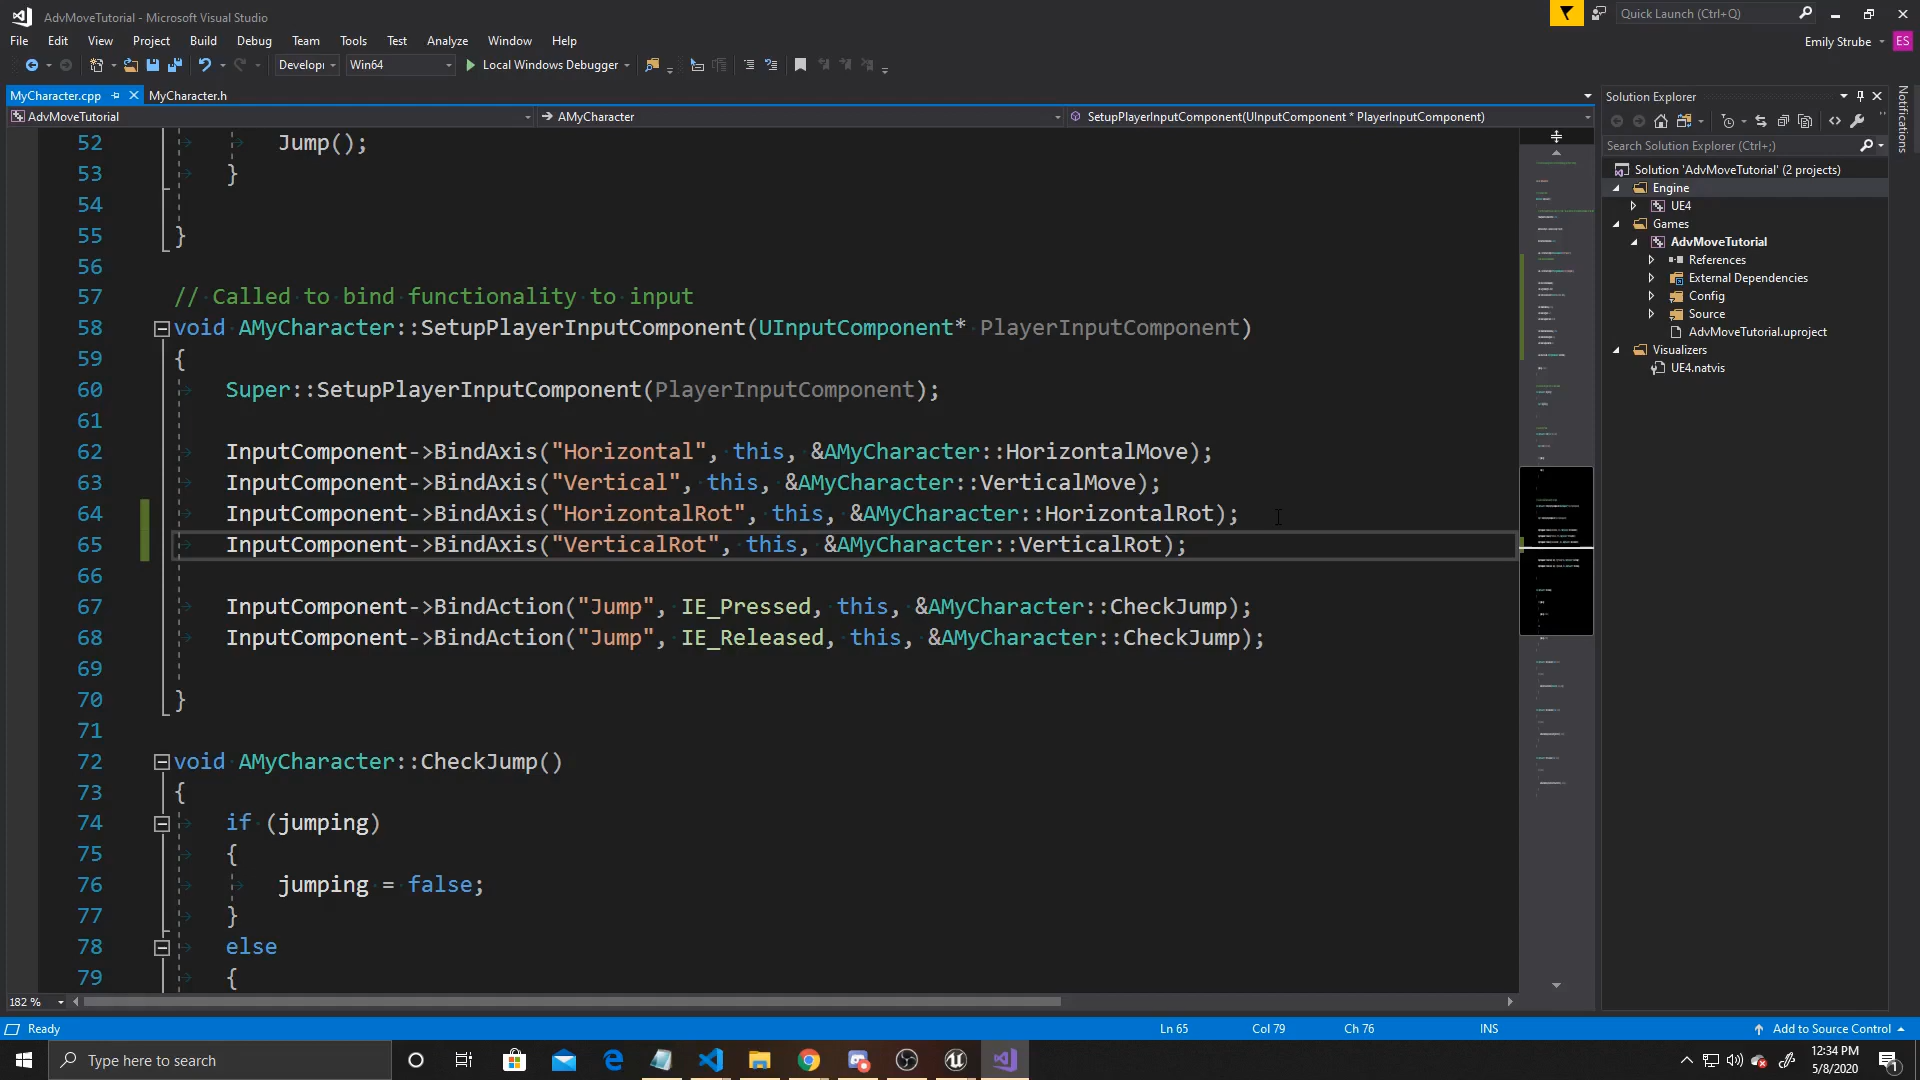 AdvMoveTutorial - Microsoft Visual Studio
Quick Launch (Ctrl+Q)
File Edit View Project Build Debug Team Tools Test Analyze Window Help
Emily Strube ES
Develop Win64 Local Windows Debugger
MyCharacter.cpp MyCharacter.h
AdvMoveTutorial AMyCharacter SetupPlayerInputComponent(UInputComponent * PlayerInputComponent)
52 Jump();
53 }
54
55 }
56
57 // Called to bind functionality to input
58 void AMyCharacter::SetupPlayerInputComponent(UInputComponent* PlayerInputComponent)
59 {
60 Super::SetupPlayerInputComponent(PlayerInputComponent);
61
62 InputComponent->BindAxis("Horizontal", this, &AMyCharacter::HorizontalMove);
63 InputComponent->BindAxis("Vertical", this, &AMyCharacter::VerticalMove);
64 InputComponent->BindAxis("HorizontalRot", this, &AMyCharacter::HorizontalRot);
65 InputComponent->BindAxis("VerticalRot", this, &AMyCharacter::VerticalRot);
66
67 InputComponent->BindAction("Jump", IE_Pressed, this, &AMyCharacter::CheckJump);
68 InputComponent->BindAction("Jump", IE_Released, this, &AMyCharacter::CheckJump);
69
70 }
71
72 void AMyCharacter::CheckJump()
73 {
74 if (jumping)
75 {
76 jumping = false;
77 }
78 else
79 {
182 %
Solution Explorer
Search Solution Explorer (Ctrl+;)
Solution 'AdvMoveTutorial' (2 projects)
Engine
UE4
Games
AdvMoveTutorial
References
External Dependencies
Config
Source
AdvMoveTutorial.uproject
Visualizers
UE4.natvis
Notifications
Ready Ln 65 Col 79 Ch 76 INS Add to Source Control
Type here to search
12:34 PM
5/8/2020
1